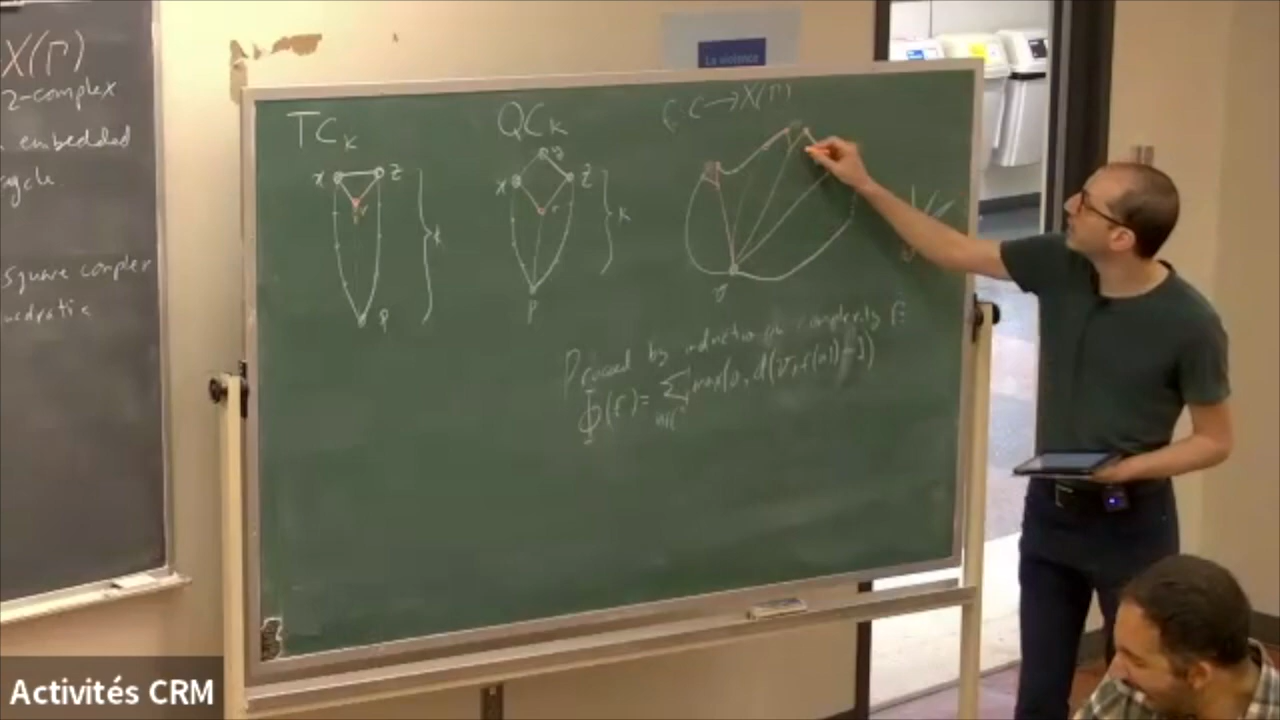 X(Γ)
2-complex
embedded
cycle.
square complex
TC_k
x z
r
k
p
QC_k
y
x z
r
k
p
f: C → X(Γ)
v
Proceed by induction on complexity
Φ(f) = Σ max(0, d(v, f(u)) - 1)
La violence
Activités CRM